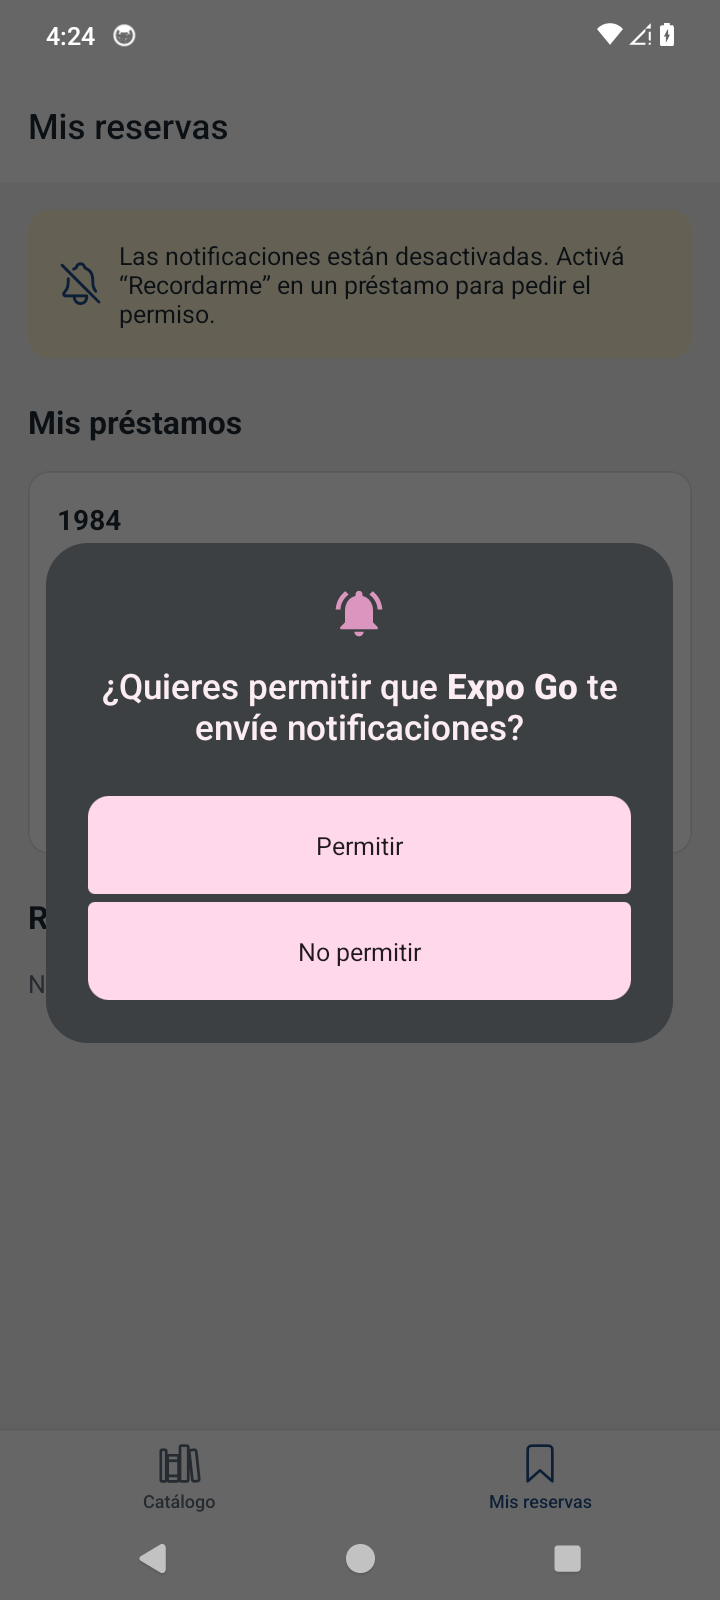 4:24
Mis reservas
Las notificaciones están desactivadas. Activá
“Recordarme” en un préstamo para pedir el
permiso.
Mis préstamos
1984
¿Quieres permitir que Expo Go te
envíe notificaciones?
Permitir
No permitir
R
N
Catálogo
Mis reservas